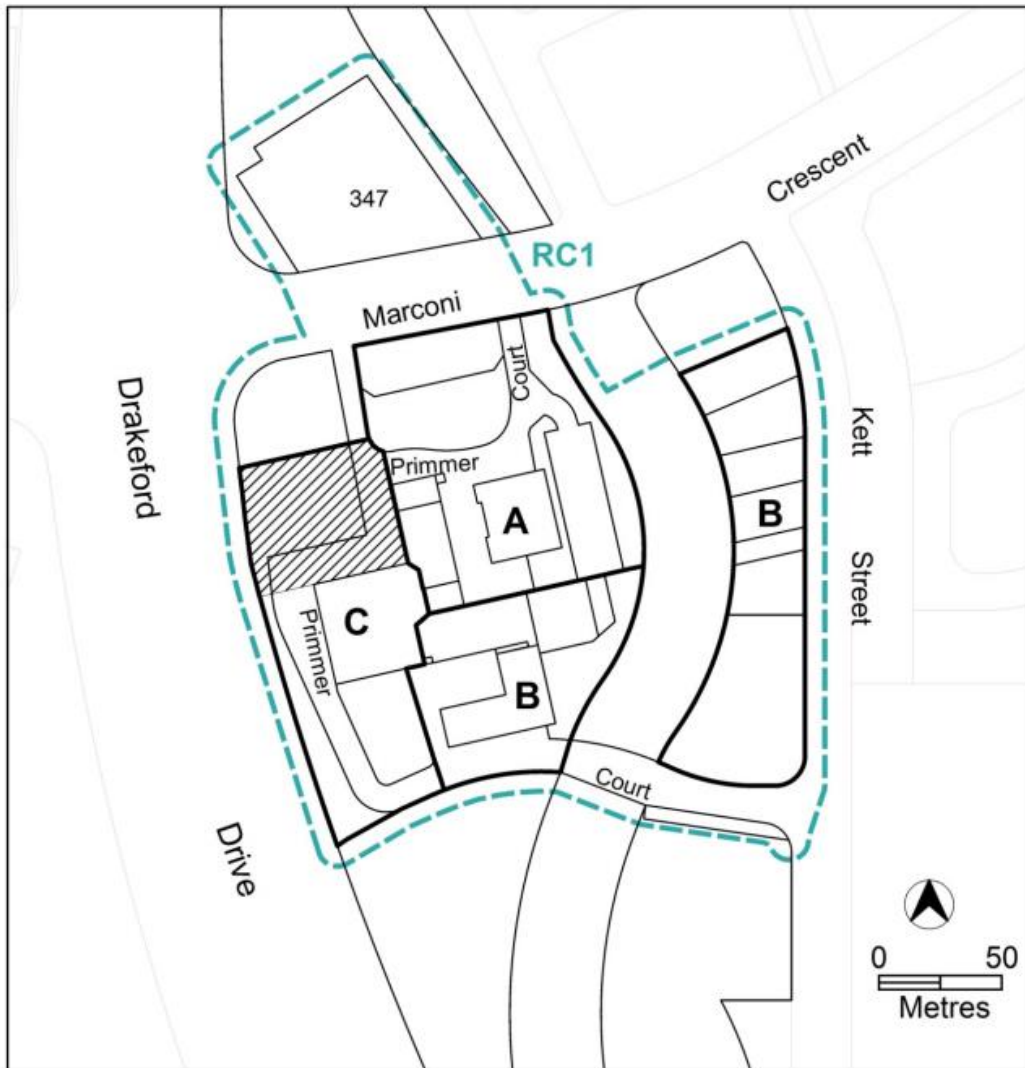 347
Crescent
RC1
Marconi
Court
Drakeford
Kett
Primmer
A
B
Street
C
Primmer
B
Court
Drive
0 50
Metres